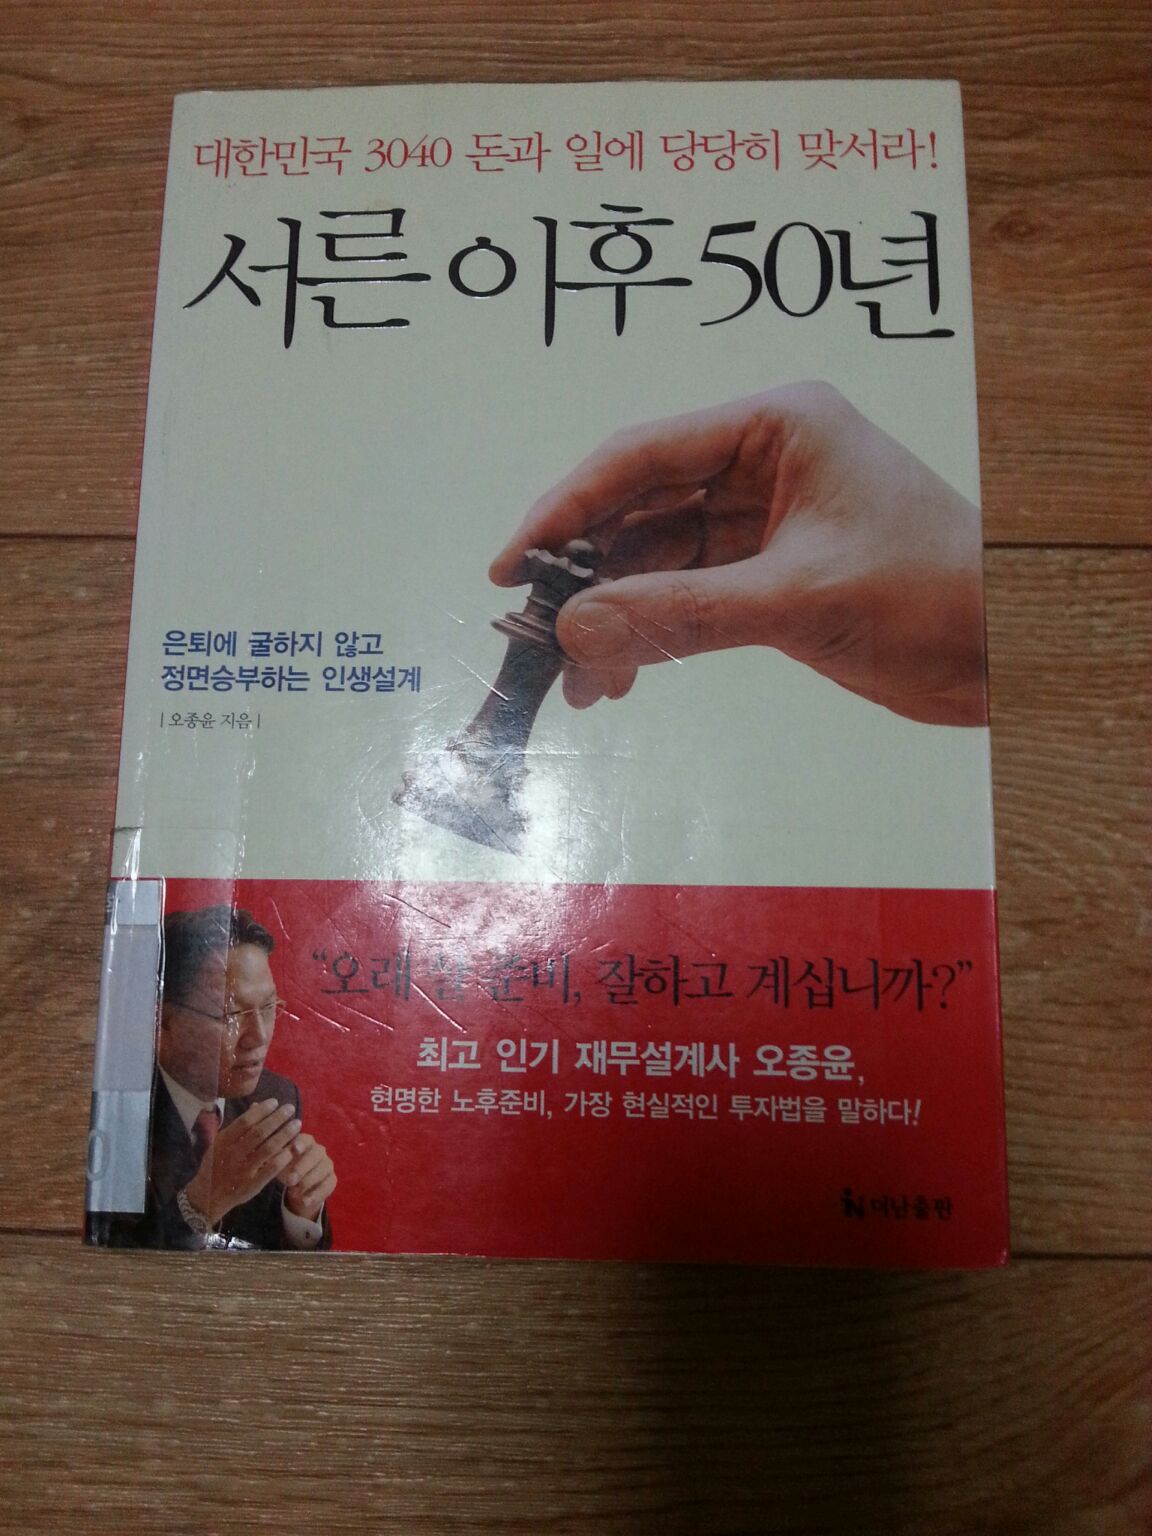 대한민국 3040 돈과 일에 당당히 맞서라!
서른 이후 50년
은퇴에 굴하지 않고
정면승부하는 인생설계
| 오종윤 지음 |
“오래 살 준비, 잘하고 계십니까?”
최고 인기 재무설계사 오종윤,
현명한 노후준비, 가장 현실적인 투자법을 말하다!
더난출판